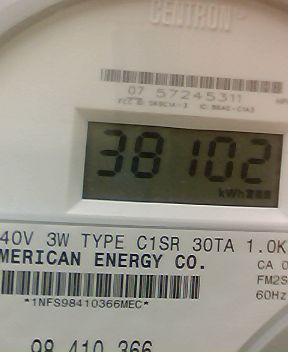 CENTRON
07 57245311
38102
kWh
40V 3W TYPE C1SR 30TA 1.0K
MERICAN ENERGY CO.
CA 0
FM2S
60Hz
*1NFS98410366MEC*
98 410 366